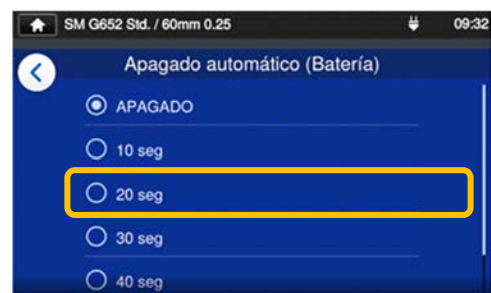 SM G652 Std. / 60mm 0.25 09:32
Apagado automático (Batería)
APAGADO
10 seg
20 seg
30 seg
40 seg